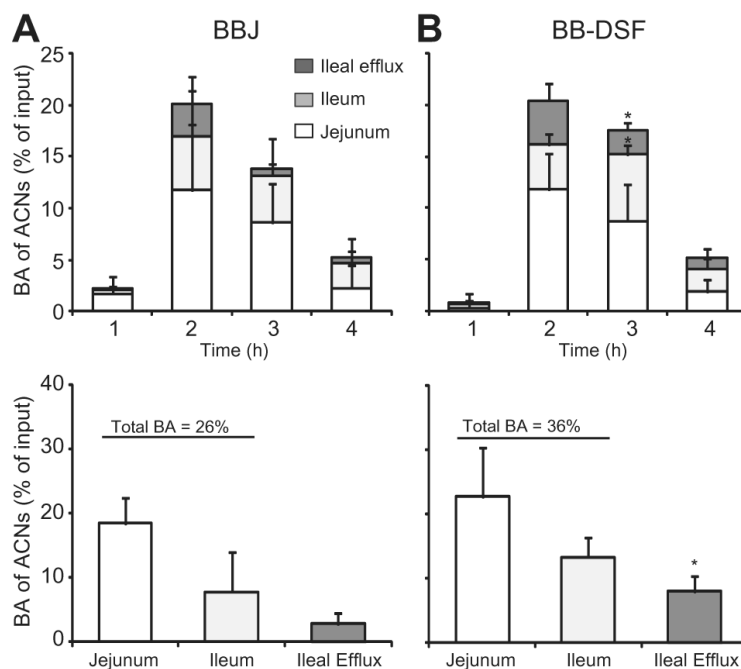 A BBJ
BA of ACNs (% of input)
25
20
15
10
5
0
Ileal efflux
Ileum
Jejunum
1 2 3 4
Time (h)
B BB-DSF
*
*
1 2 3 4
Time (h)
BA of ACNs (% of input)
40
30
20
10
0
Total BA = 26%
Jejunum Ileum Ileal Efflux
Total BA = 36%
*
Jejunum Ileum Ileal Efflux